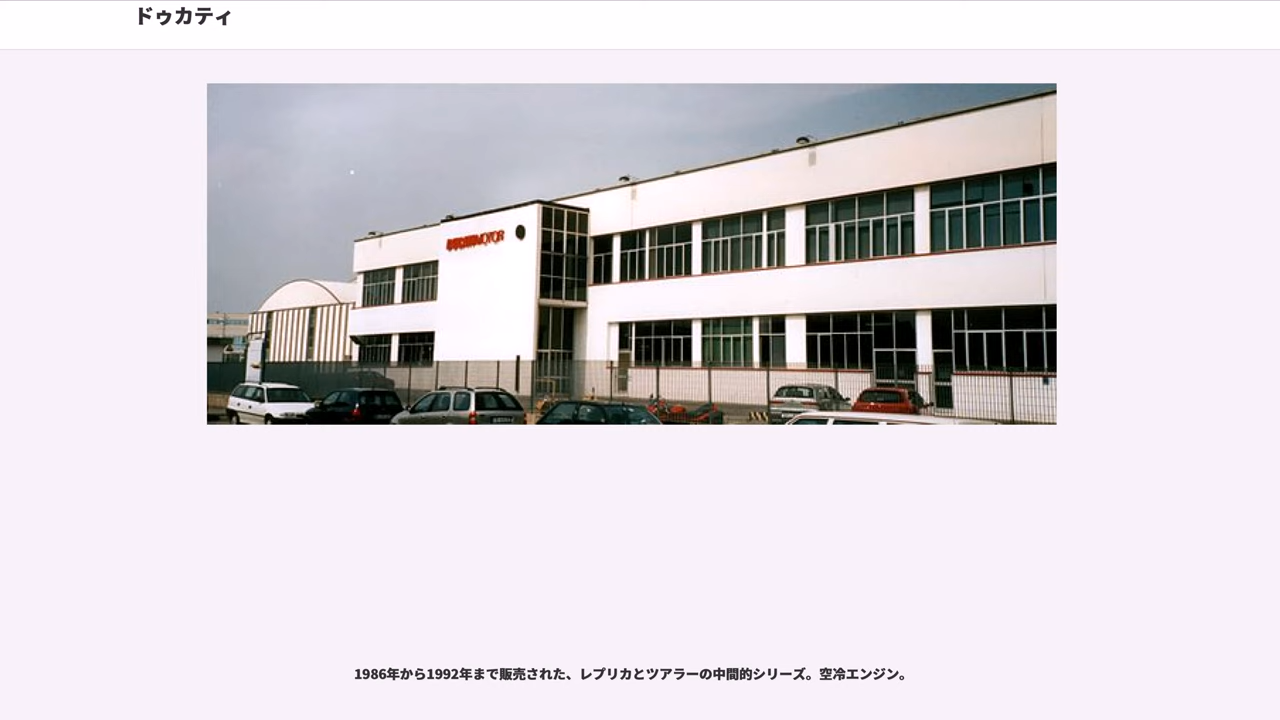 ドゥカティ
1986年から1992年まで販売された、レプリカとツアラーの中間的シリーズ。空冷エンジン。